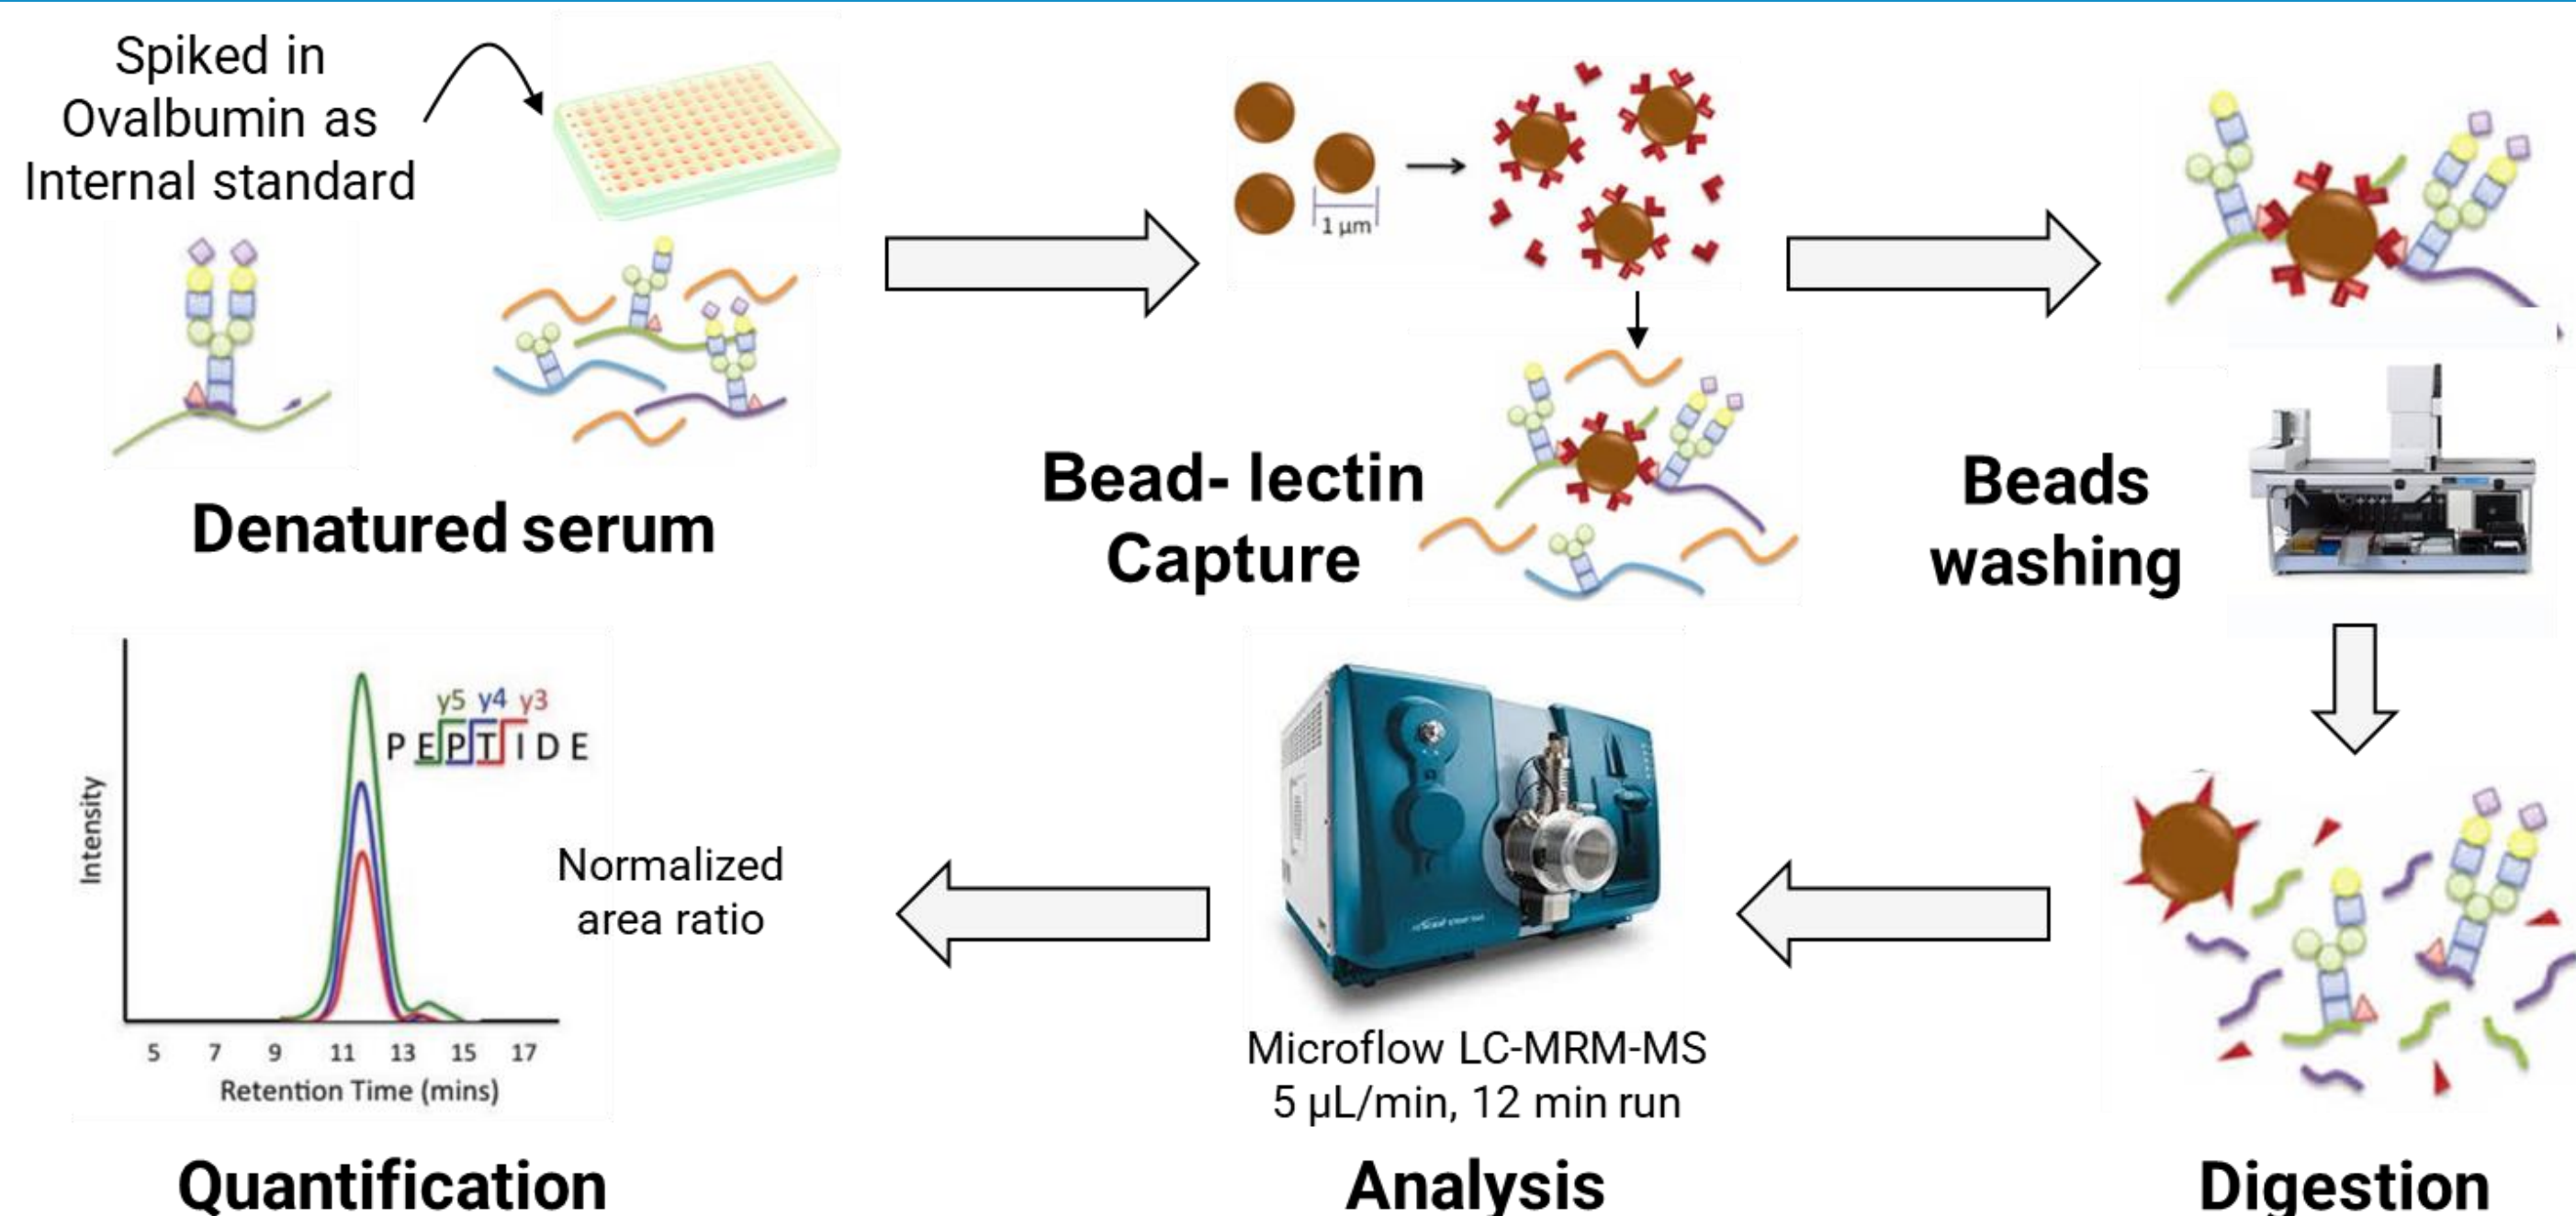 Spiked in
Ovalbumin as
Internal standard
Denatured serum
1 µm
Bead- lectin
Capture
Beads
washing
Intensity
y5 y4 y3
PEPTIDE
5 7 9 11 13 15 17
Retention Time (mins)
Normalized
area ratio
Quantification
Microflow LC-MRM-MS
5 µL/min, 12 min run
Analysis
Digestion